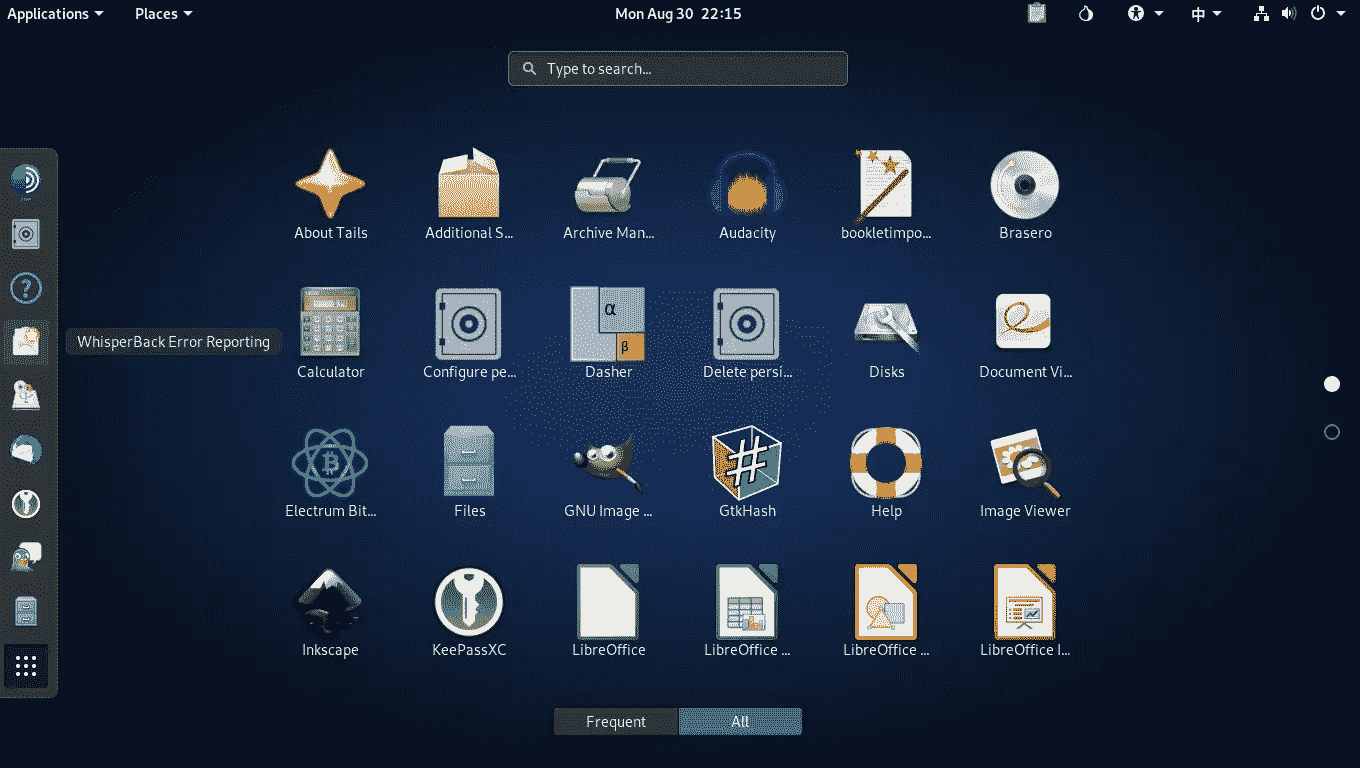 Applications Places Mon Aug 30 22:15 中
Type to search...
About Tails Additional S... Archive Man... Audacity bookletimpo... Brasero
α
β
WhisperBack Error Reporting
Calculator Configure pe... Dasher Delete persi... Disks Document Vi...
Electrum Bit... Files GNU Image ... GtkHash Help Image Viewer
Inkscape KeePassXC LibreOffice LibreOffice ... LibreOffice ... LibreOffice I...
Frequent All